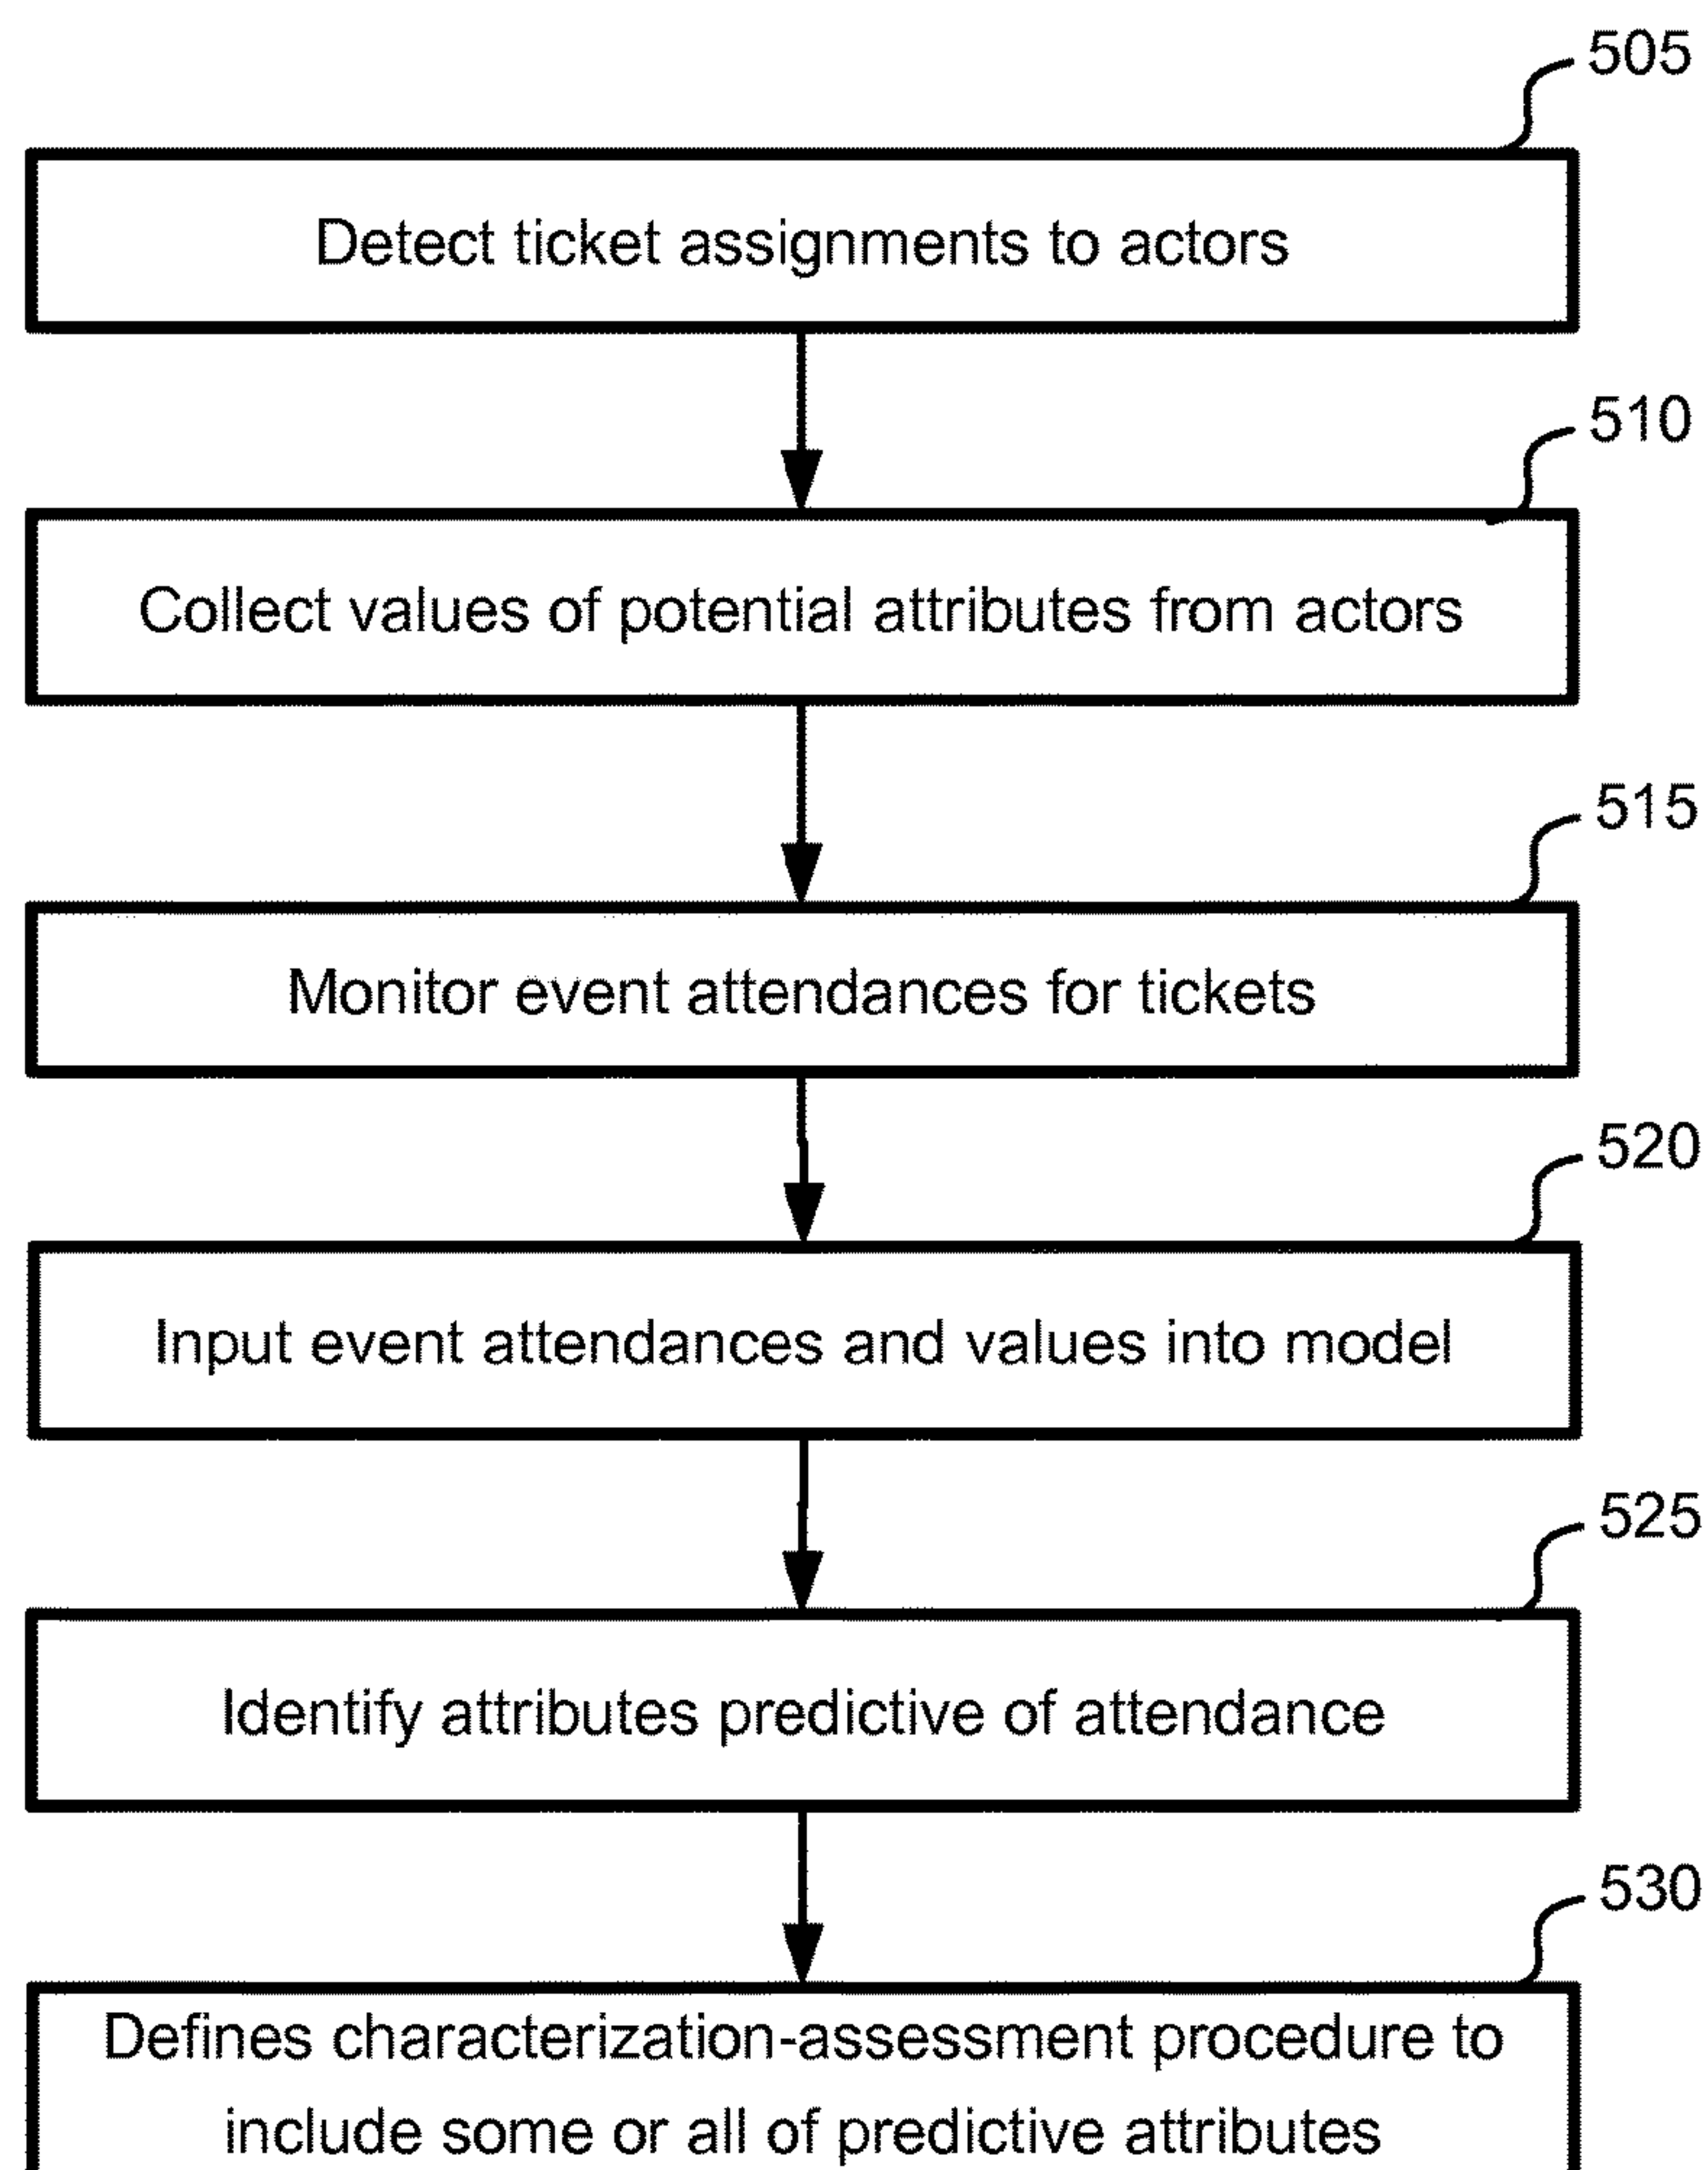 505
Detect ticket assignments to actors
510
Collect values of potential attributes from actors
515
Monitor event attendances for tickets
520
Input event attendances and values into model
525
Identify attributes predictive of attendance
530
Defines characterization-assessment procedure to
include some or all of predictive attributes